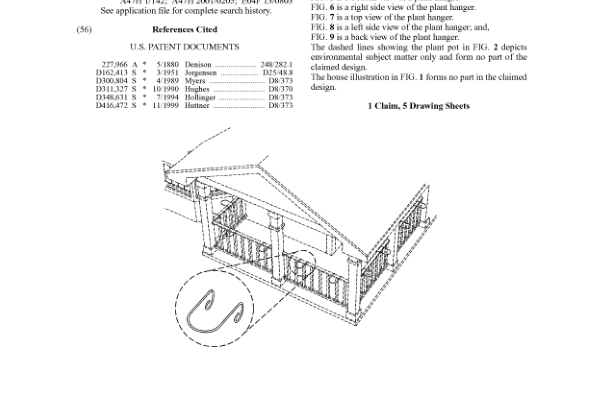 A47H 1/142; A47H 2001/0205; E04F 13/0803
See application file for complete search history.
(56) References Cited
U.S. PATENT DOCUMENTS
227,966 A * 5/1880 Denison .................. 248/282.1
D162,413 S * 3/1951 Jorgensen ................ D25/48.8
D300,804 S * 4/1989 Myers ........................ D8/373
D311,327 S * 10/1990 Hughes ...................... D8/370
D348,631 S * 7/1994 Hollinger .................... D8/373
D416,472 S * 11/1999 Huttner ...................... D8/373
FIG. 6 is a right side view of the plant hanger.
FIG. 7 is a top view of the plant hanger.
FIG. 8 is a left side view of the plant hanger; and,
FIG. 9 is a back view of the plant hanger.
The dashed lines showing the plant pot in FIG. 2 depicts
environmental subject matter only and form no part of the
claimed design.
The house illustration in FIG. 1 forms no part in the claimed
design.
1 Claim, 5 Drawing Sheets